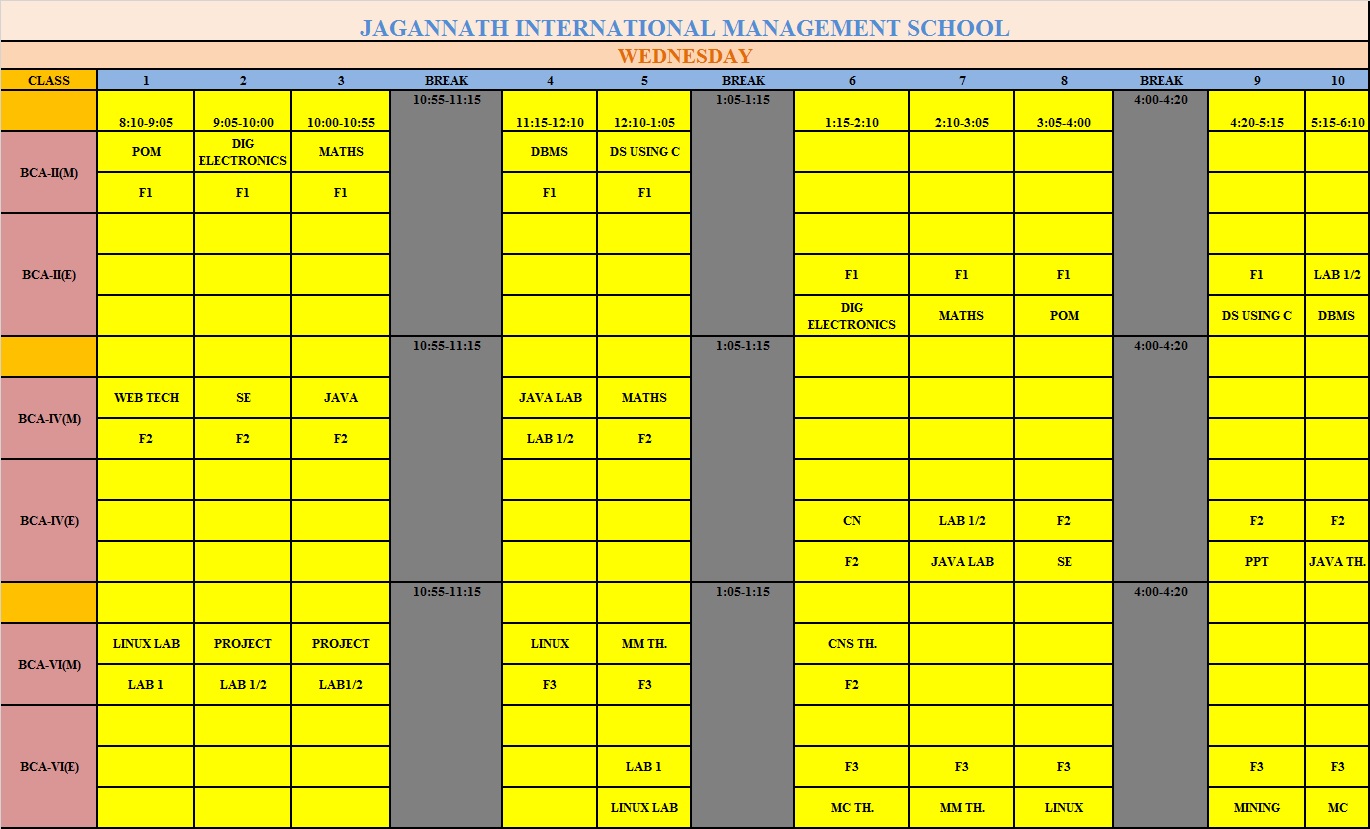 JAGANNATH INTERNATIONAL MANAGEMENT SCHOOL
WEDNESDAY
CLASS 1 2 3 BREAK 4 5 BREAK 6 7 8 BREAK 9 10
10:55-11:15 1:05-1:15 4:00-4:20
8:10-9:05 9:05-10:00 10:00-10:55 11:15-12:10 12:10-1:05 1:15-2:10 2:10-3:05 3:05-4:00 4:20-5:15 5:15-6:10
BCA-II(M) POM DIG ELECTRONICS MATHS DBMS DS USING C
F1 F1 F1 F1 F1
BCA-II(E) F1 F1 F1 F1 LAB 1/2
DIG ELECTRONICS MATHS POM DS USING C DBMS
10:55-11:15 1:05-1:15 4:00-4:20
BCA-IV(M) WEB TECH SE JAVA JAVA LAB MATHS
F2 F2 F2 LAB 1/2 F2
BCA-IV(E) CN LAB 1/2 F2 F2 F2
F2 JAVA LAB SE PPT JAVA TH.
10:55-11:15 1:05-1:15 4:00-4:20
BCA-VI(M) LINUX LAB PROJECT PROJECT LINUX MM TH. CNS TH.
LAB 1 LAB 1/2 LAB1/2 F3 F3 F2
BCA-VI(E) LAB 1 F3 F3 F3 F3 F3
LINUX LAB MC TH. MM TH. LINUX MINING MC